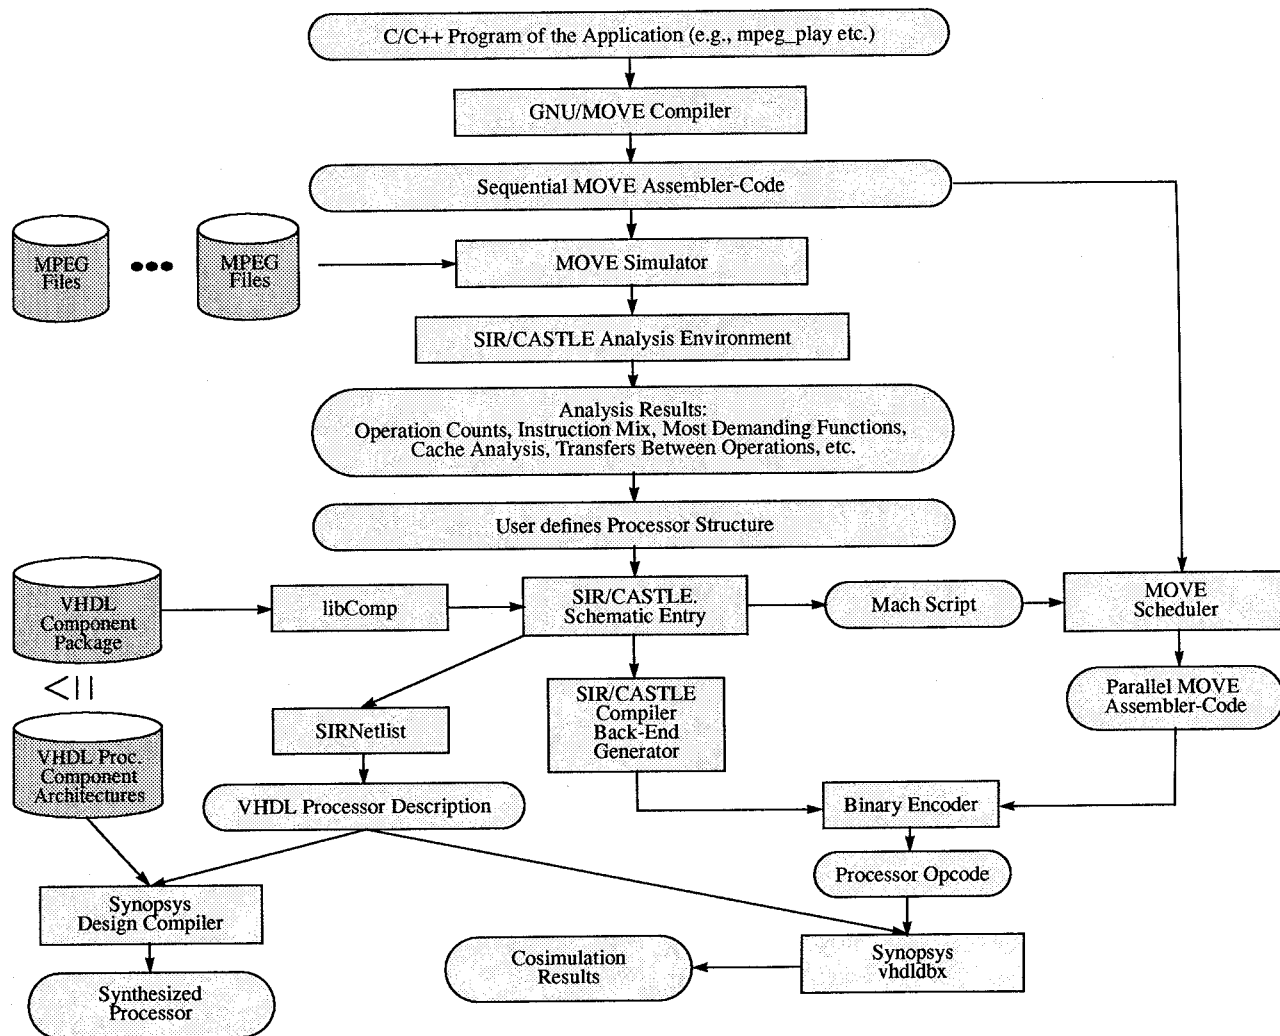 C/C++ Program of the Application (e.g., mpeg_play etc.)
GNU/MOVE Compiler
Sequential MOVE Assembler-Code
MPEG
Files
MPEG
Files
MOVE Simulator
SIR/CASTLE Analysis Environment
Analysis Results:
Operation Counts, Instruction Mix, Most Demanding Functions,
Cache Analysis, Transfers Between Operations, etc.
User defines Processor Structure
VHDL
Component
Package
libComp
SIR/CASTLE
Schematic Entry
Mach Script
MOVE
Scheduler
SIR/CASTLE
Compiler
Back-End
Generator
Parallel MOVE
Assembler-Code
SIRNetlist
VHDL Proc.
Component
Architectures
VHDL Processor Description
Binary Encoder
Processor Opcode
Synopsys
Design Compiler
Synopsys
vhdldbx
Cosimulation
Results
Synthesized
Processor